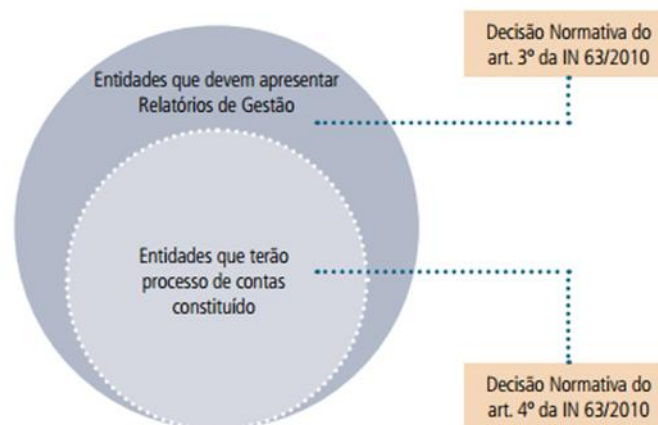 Decisão Normativa do
art. 3º da IN 63/2010
Entidades que devem apresentar
Relatórios de Gestão
Entidades que terão
processo de contas
constituído
Decisão Normativa do
art. 4º da IN 63/2010